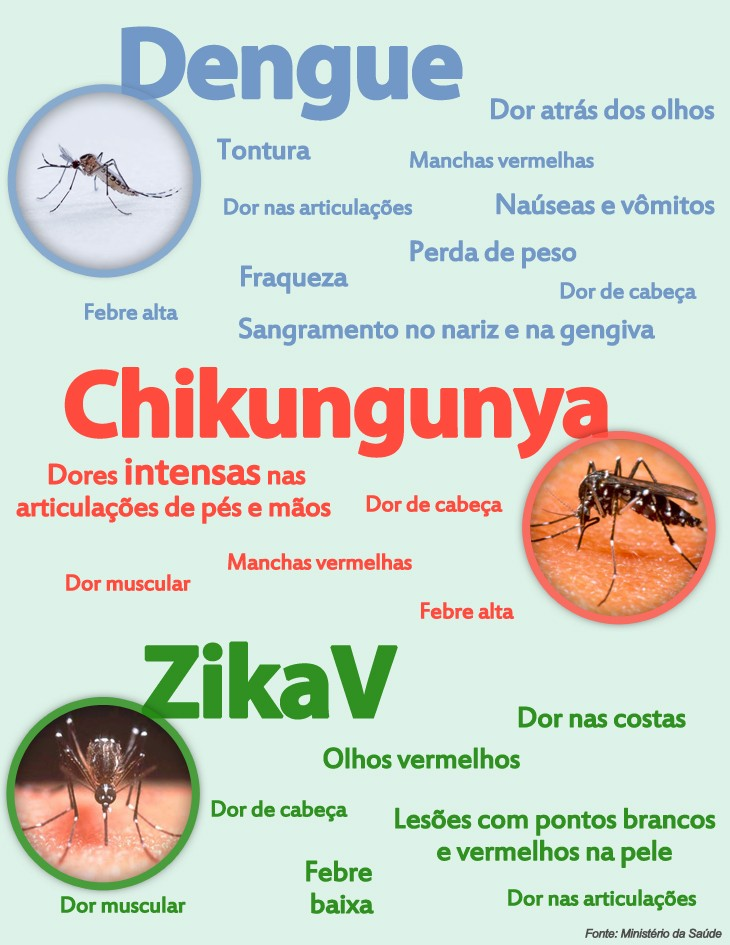 Dengue
Dor atrás dos olhos
Tontura
Manchas vermelhas
Dor nas articulações
Naúseas e vômitos
Perda de peso
Fraqueza
Dor de cabeça
Febre alta
Sangramento no nariz e na gengiva
Chikungunya
Dores intensas nas
articulações de pés e mãos
Dor de cabeça
Manchas vermelhas
Dor muscular
Febre alta
ZikaV
Dor nas costas
Olhos vermelhos
Dor de cabeça
Lesões com pontos brancos
e vermelhos na pele
Febre
baixa
Dor nas articulações
Dor muscular
Fonte: Ministério da Saúde